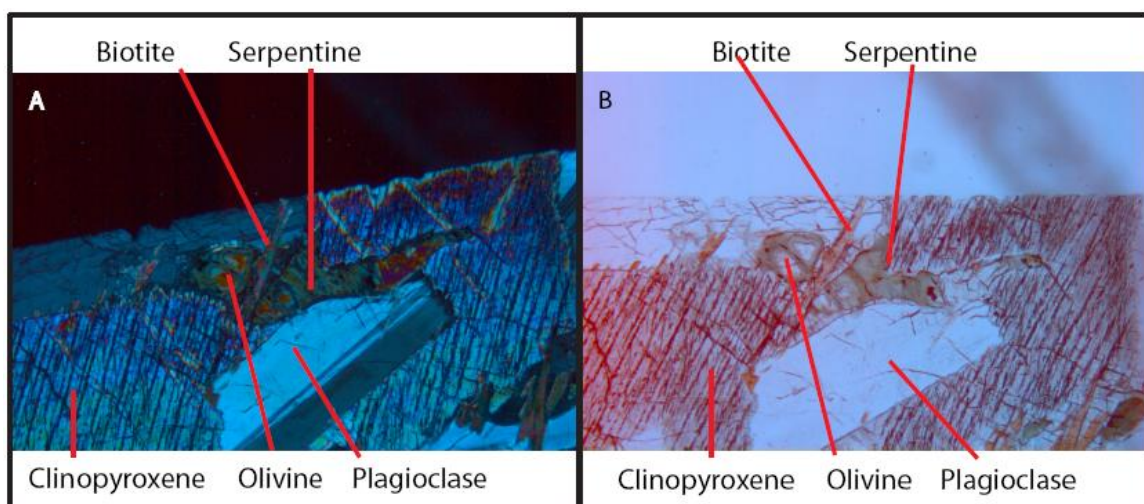 Biotite Serpentine
A
Clinopyroxene Olivine Plagioclase
Biotite Serpentine
B
Clinopyroxene Olivine Plagioclase